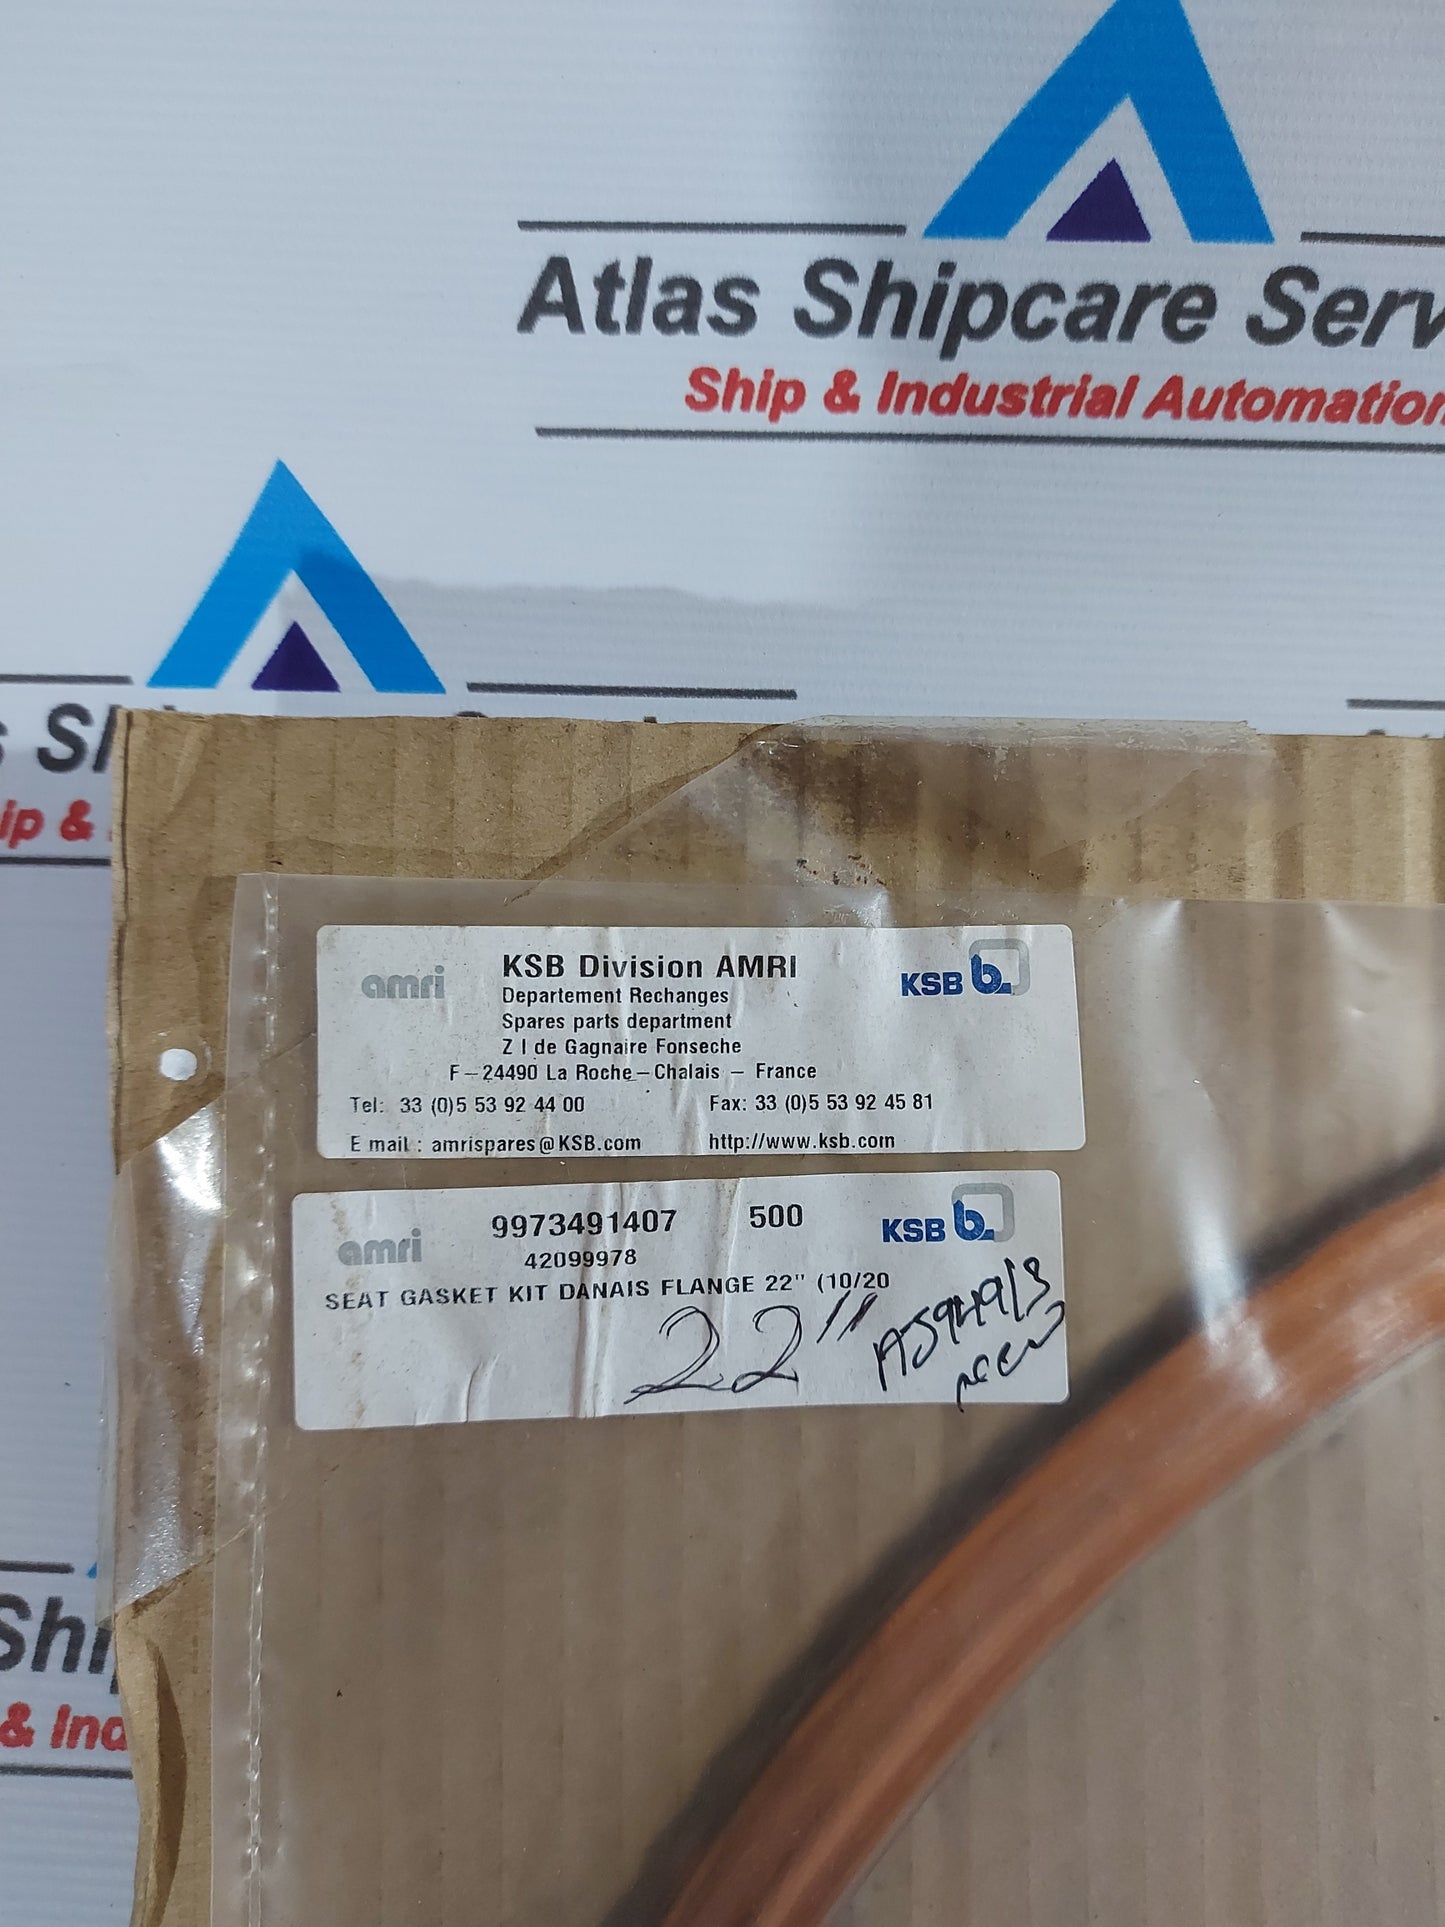 Atlas Shipcare Serv
Ship & Industrial Automation
ip &
amri
KSB Division AMRI
KSB b.
Departement Rechanges
Spares parts department
Z I de Gagnaire Fonseche
F-24490 La Roche-Chalais - France
Tel: 33 (0)5 53 92 44 00 Fax: 33 (0)5 53 92 45 81
E mail : amrispares@KSB.com http://www.ksb.com
amri
9973491407 500
KSB b.
42099978
SEAT GASKET KIT DANAIS FLANGE 22" (10/20
22"
Shi
& Ind